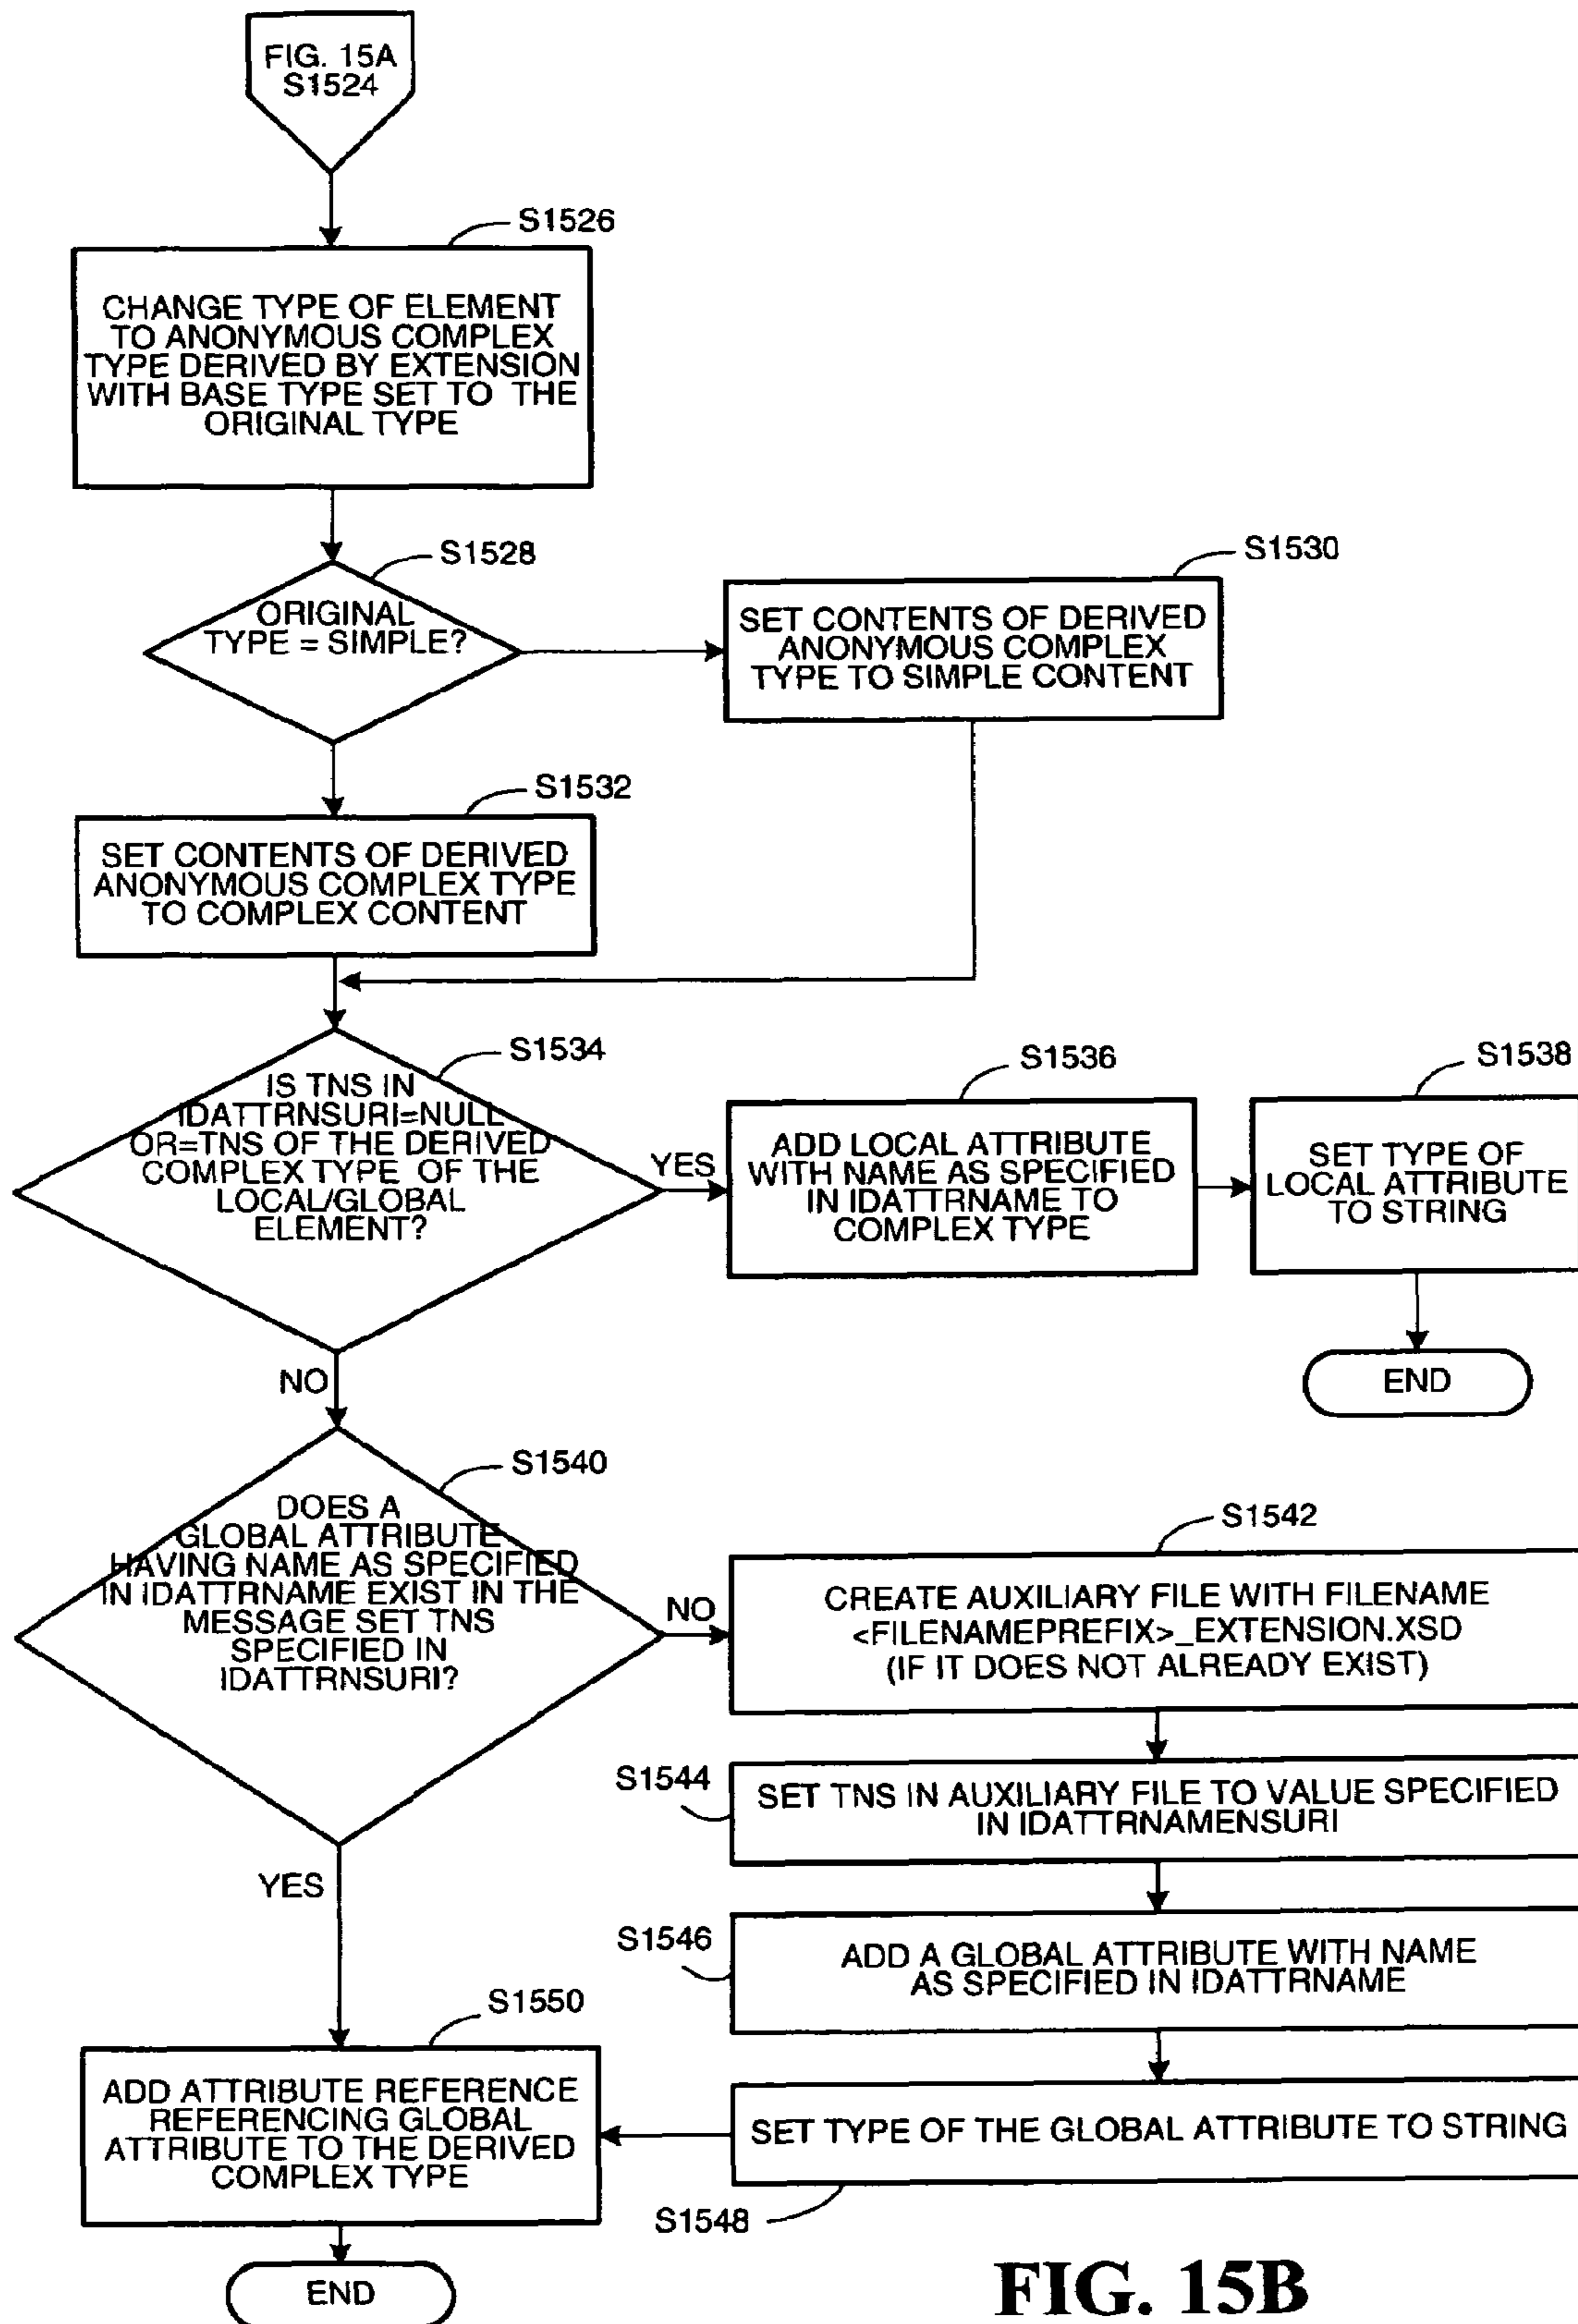 FIG. 15A
S1524
S1526
CHANGE TYPE OF ELEMENT
TO ANONYMOUS COMPLEX
TYPE DERIVED BY EXTENSION
WITH BASE TYPE SET TO THE
ORIGINAL TYPE
S1528
ORIGINAL
TYPE = SIMPLE?
S1530
SET CONTENTS OF DERIVED
ANONYMOUS COMPLEX
TYPE TO SIMPLE CONTENT
S1532
SET CONTENTS OF DERIVED
ANONYMOUS COMPLEX TYPE
TO COMPLEX CONTENT
S1534
IS TNS IN
IDATTRNSURI=NULL
OR=TNS OF THE DERIVED
COMPLEX TYPE OF THE
LOCAL/GLOBAL
ELEMENT?
YES
S1536
ADD LOCAL ATTRIBUTE
WITH NAME AS SPECIFIED
IN IDATTRNAME TO
COMPLEX TYPE
S1538
SET TYPE OF
LOCAL ATTRIBUTE
TO STRING
END
NO
S1540
DOES A
GLOBAL ATTRIBUTE
HAVING NAME AS SPECIFIED
IN IDATTRNAME EXIST IN THE
MESSAGE SET TNS
SPECIFIED IN
IDATTRNSURI?
NO
S1542
CREATE AUXILIARY FILE WITH FILENAME
<FILENAMEPREFIX>_EXTENSION.XSD
(IF IT DOES NOT ALREADY EXIST)
S1544
SET TNS IN AUXILIARY FILE TO VALUE SPECIFIED
IN IDATTRNAMENSURI
YES
S1546
ADD A GLOBAL ATTRIBUTE WITH NAME
AS SPECIFIED IN IDATTRNAME
S1550
ADD ATTRIBUTE REFERENCE
REFERENCING GLOBAL
ATTRIBUTE TO THE DERIVED
COMPLEX TYPE
SET TYPE OF THE GLOBAL ATTRIBUTE TO STRING
S1548
END
FIG. 15B